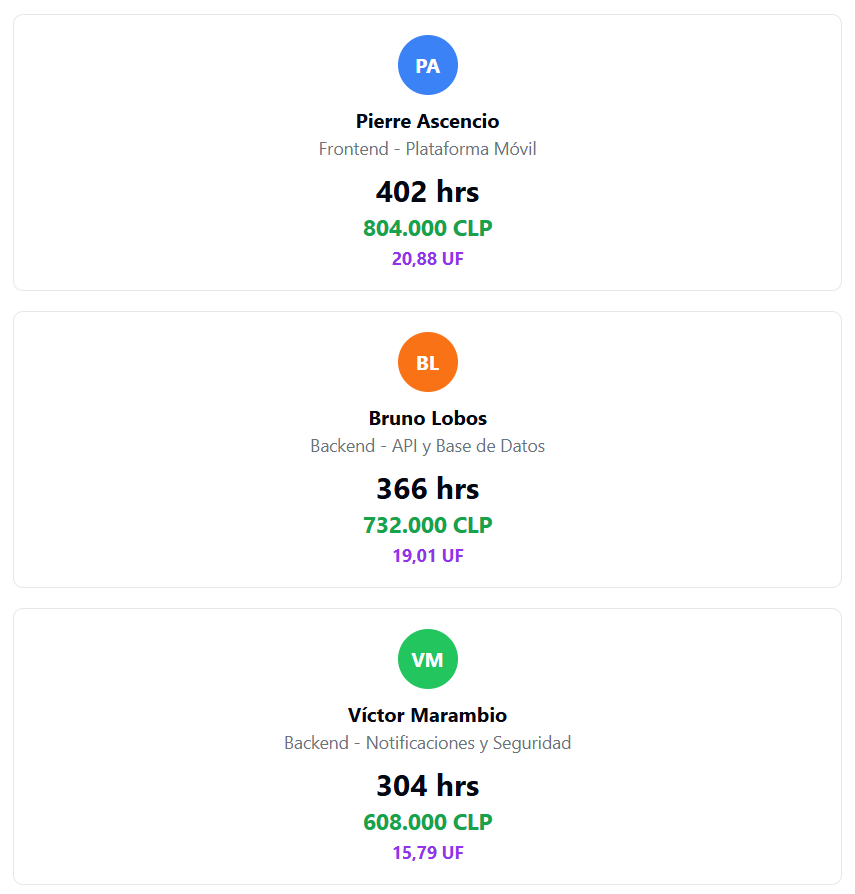 PA
Pierre Ascencio
Frontend - Plataforma Móvil
402 hrs
804.000 CLP
20,88 UF
BL
Bruno Lobos
Backend - API y Base de Datos
366 hrs
732.000 CLP
19,01 UF
VM
Víctor Marambio
Backend - Notificaciones y Seguridad
304 hrs
608.000 CLP
15,79 UF